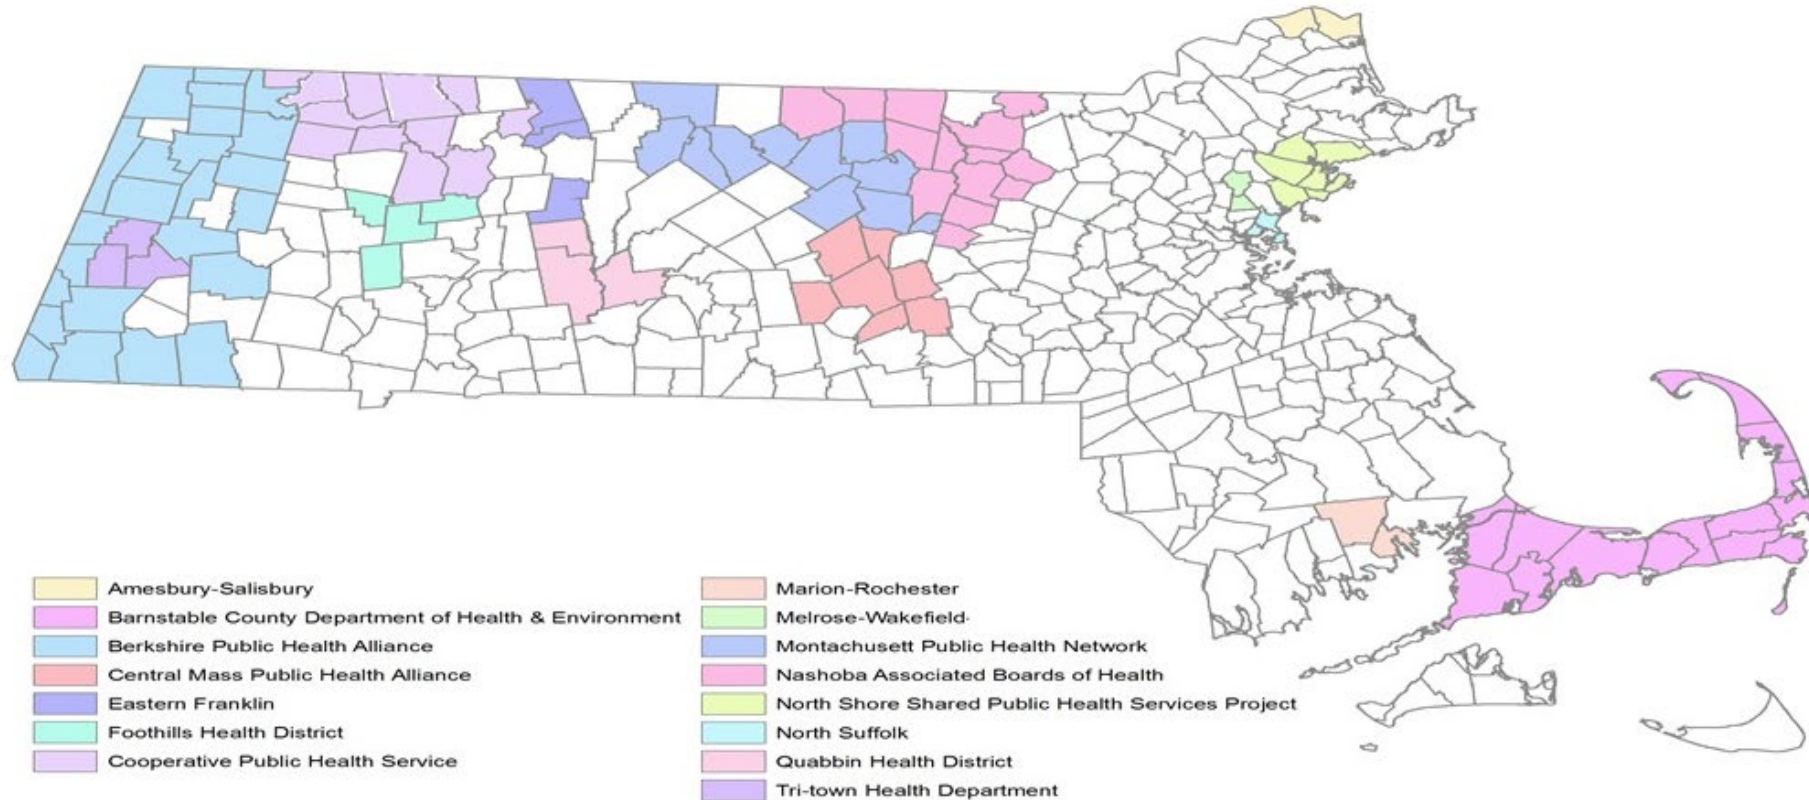 Amesbury-Salisbury
Barnstable County Department of Health & Environment
Berkshire Public Health Alliance
Central Mass Public Health Alliance
Eastern Franklin
Foothills Health District
Cooperative Public Health Service
Marion-Rochester
Melrose-Wakefield
Montachusett Public Health Network
Nashoba Associated Boards of Health
North Shore Shared Public Health Services Project
North Suffolk
Quabbin Health District
Tri-town Health Department